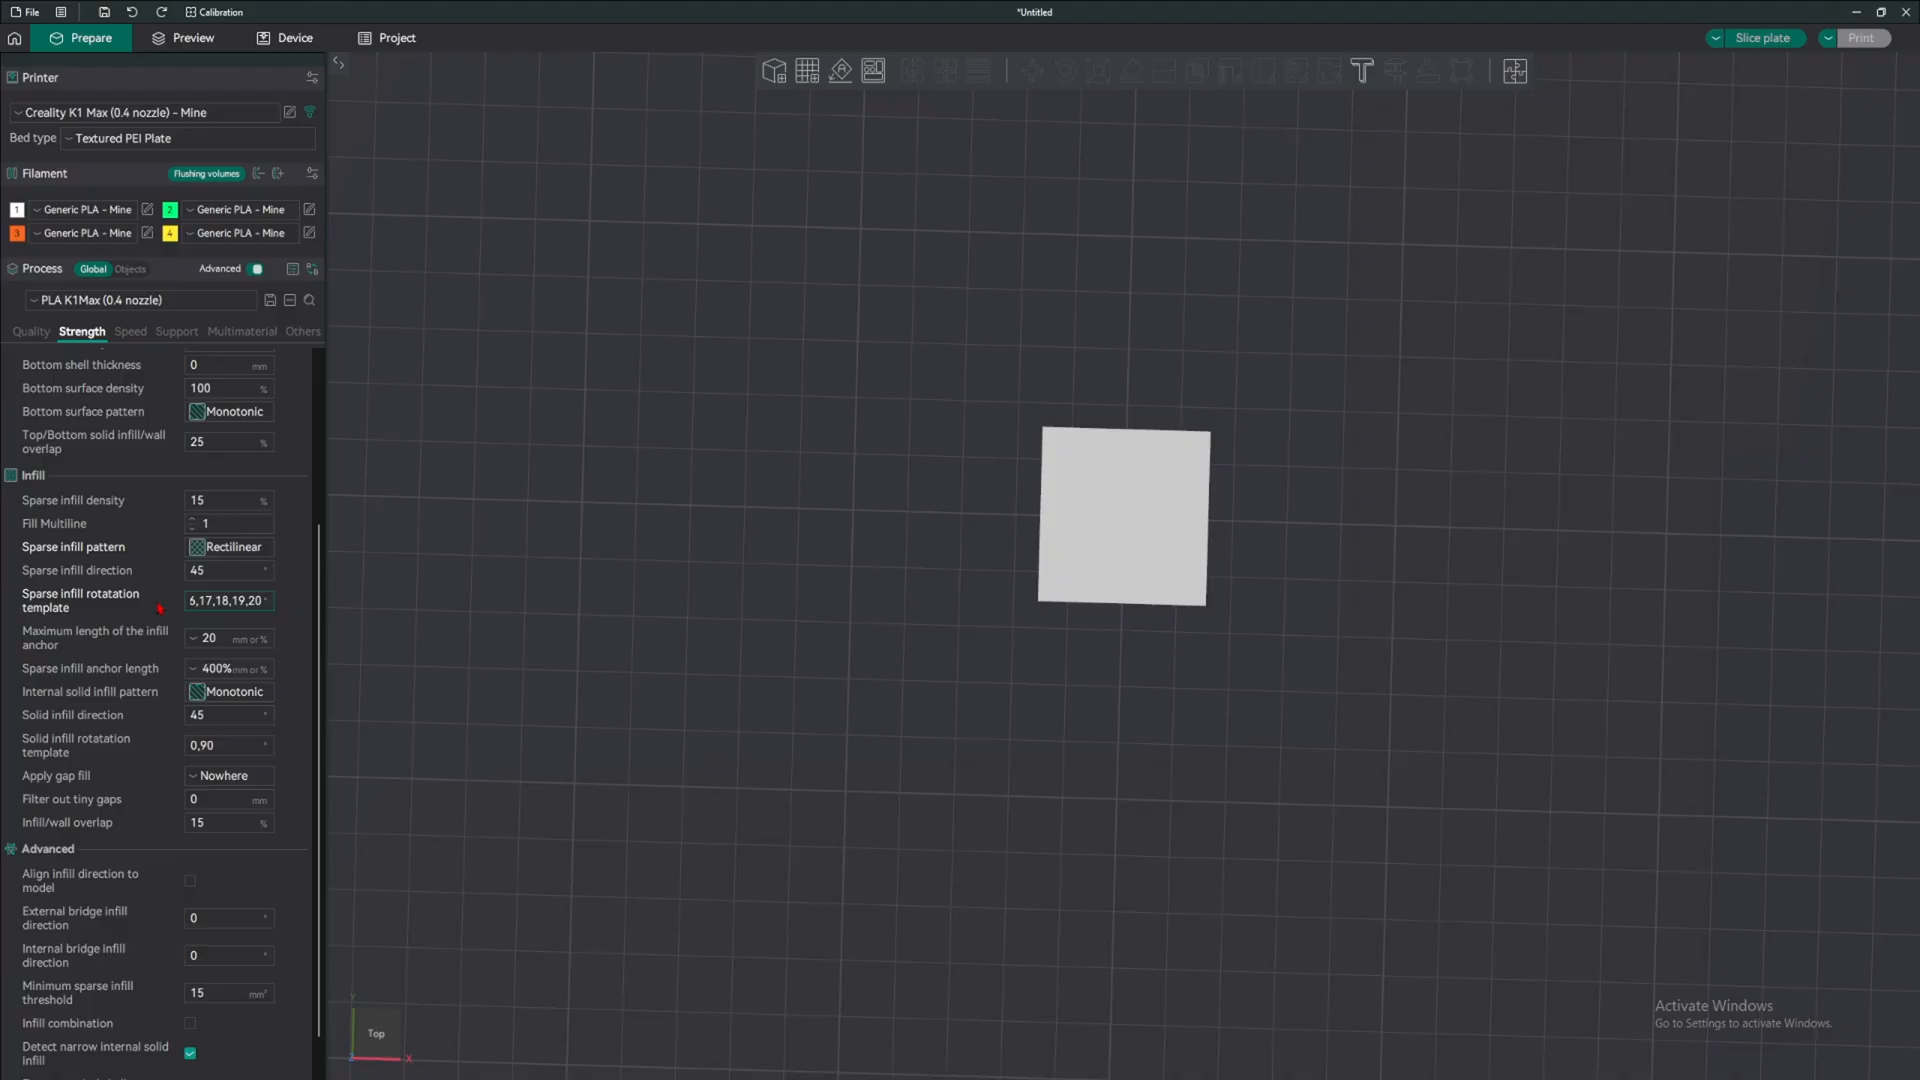 File
Calibration
*Untitled
Prepare
Preview
Device
Project
Slice plate
Print
Printer
Creality K1 Max (0.4 nozzle) - Mine
Bed type
Textured PEI Plate
Filament
Flushing volumes
1 Generic PLA - Mine
2 Generic PLA - Mine
3 Generic PLA - Mine
4 Generic PLA - Mine
Process
Global
Objects
Advanced
PLA K1Max (0.4 nozzle)
Quality
Strength
Speed
Support
Multimaterial
Others
Bottom shell thickness 0 mm
Bottom surface density 100 %
Bottom surface pattern Monotonic
Top/Bottom solid infill/wall
overlap
25 %
Infill
Sparse infill density 15 %
Fill Multiline 1
Sparse infill pattern Rectilinear
Sparse infill direction 45 °
Sparse infill rotatation
template
6,17,18,19,20 °
Maximum length of the infill
anchor
20 mm or %
Sparse infill anchor length 400% mm or %
Internal solid infill pattern Monotonic
Solid infill direction 45 °
Solid infill rotatation
template
0,90 °
Apply gap fill Nowhere
Filter out tiny gaps 0 mm
Infill/wall overlap 15 %
Advanced
Align infill direction to
model
External bridge infill
direction
0 °
Internal bridge infill
direction
0 °
Minimum sparse infill
threshold
15 mm²
Infill combination
Detect narrow internal solid
infill
Y
Top
X
Activate Windows
Go to Settings to activate Windows.